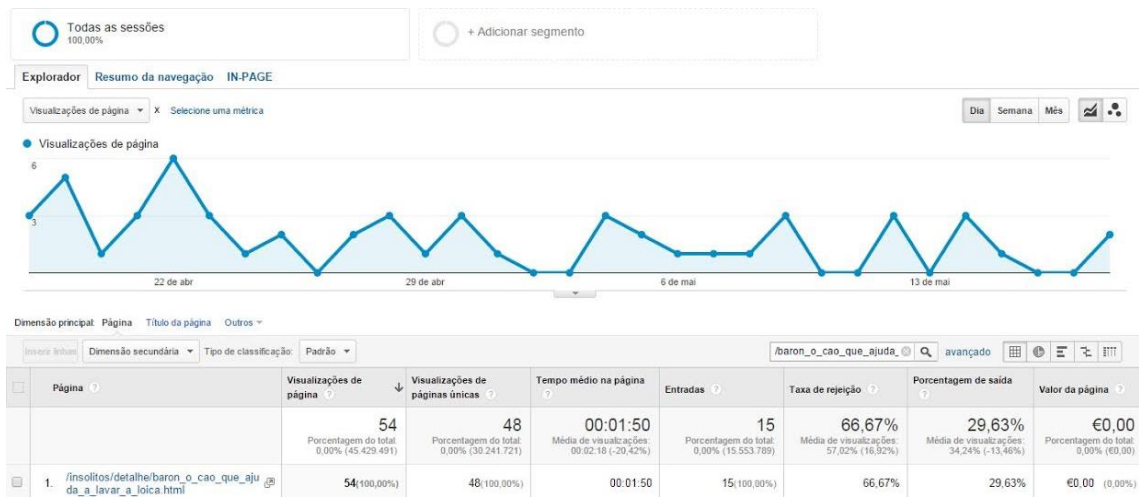 Todas as sessões
100,00%
+ Adicionar segmento
Explorador Resumo da navegação IN-PAGE
Visualizações de página x Selecione uma métrica
Dia Semana Mês
Visualizações de página
6
3
22 de abr 29 de abr 6 de mai 13 de mai
Dimensão principal: Página Título da página Outros
Inserir linhas Dimensão secundária Tipo de classificação: Padrão /baron_o_cao_que_ajuda_ avançado
Página Visualizações de página Visualizações de páginas únicas Tempo médio na página Entradas Taxa de rejeição Porcentagem de saída Valor da página
54 48 00:01:50 15 66,67% 29,63% €0,00
Porcentagem do total: 0,00% (45.429.491) Porcentagem do total: 0,00% (30.241.721) Média de visualizações: 00:02:18 (-20,42%) Porcentagem do total: 0,00% (15.553.789) Média de visualizações: 57,02% (16,92%) Média de visualizações: 34,24% (-13,46%) Porcentagem do total: 0,00% (€0,00)
1. /insolitos/detalhe/baron_o_cao_que_aju 54(100,00%) 48(100,00%) 00:01:50 15(100,00%) 66,67% 29,63% €0,00 (0,00%)
da_a_lavar_a_loica.html